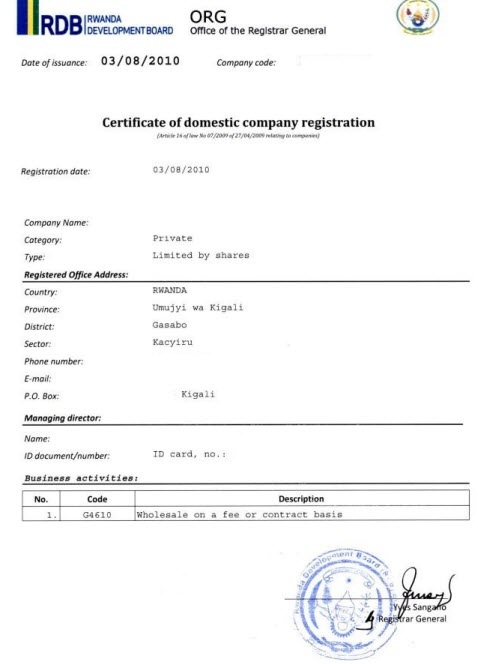 RDB RWANDA DEVELOPMENT BOARD
ORG
Office of the Registrar General
Date of issuance: 03/08/2010 Company code:
Certificate of domestic company registration
[Article 16 of law No 07/2009 of 27/04/2009 relating to companies]
Registration date: 03/08/2010
Company Name:
Category: Private
Type: Limited by shares
Registered Office Address:
Country: RWANDA
Province: Umujyi wa Kigali
District: Gasabo
Sector: Kacyiru
Phone number:
E-mail:
P.O. Box: Kigali
Managing director:
Name:
ID document/number: ID card, no.:
Business activities:
No. Code Description
1. G4610 Wholesale on a fee or contract basis
Rwanda Development Board
Yves Sangano
Registrar General